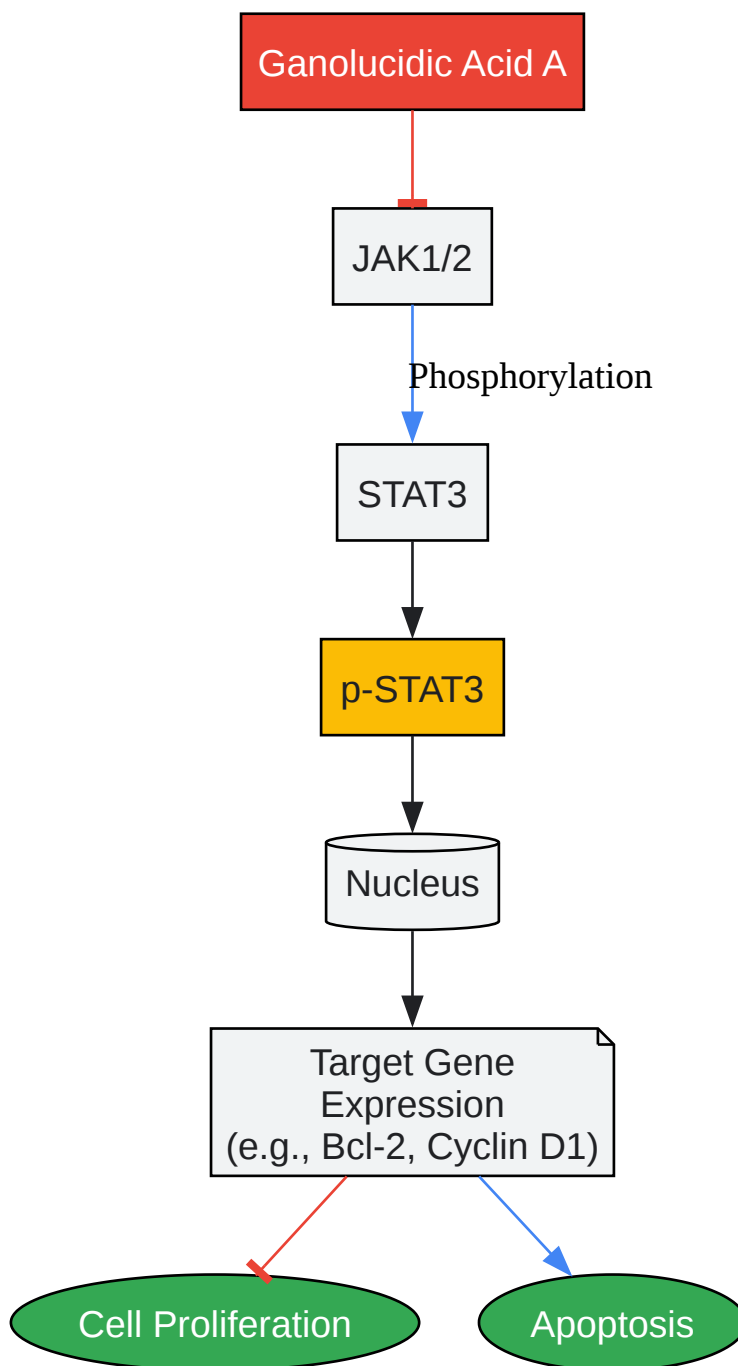 Ganolucidic Acid A
JAK1/2
Phosphorylation
STAT3
p-STAT3
Nucleus
Target Gene
Expression
(e.g., Bcl-2, Cyclin D1)
Cell Proliferation
Apoptosis